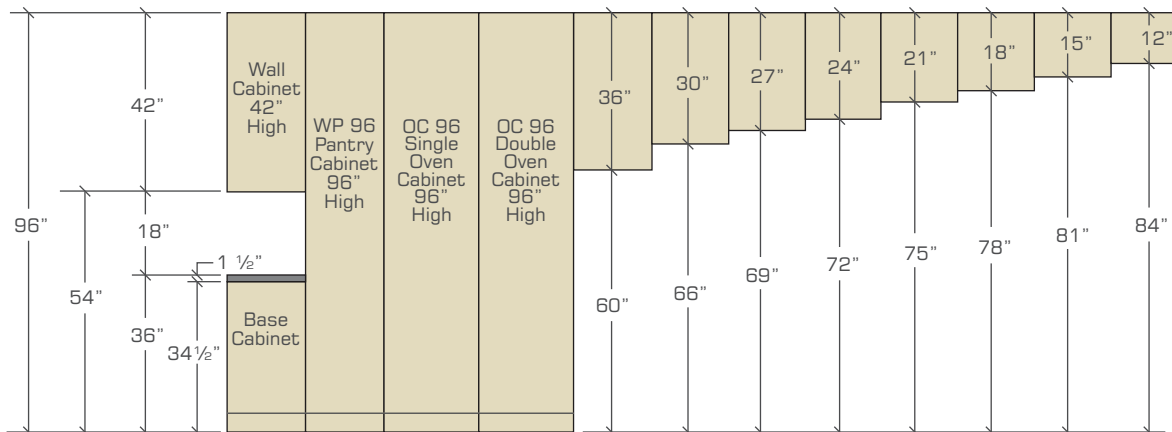 96”
42”
18”
54”
1 ½”
36”
34½”
Wall
Cabinet
42”
High
Base
Cabinet
WP 96
Pantry
Cabinet
96”
High
OC 96
Single
Oven
Cabinet
96”
High
OC 96
Double
Oven
Cabinet
96”
High
36”
30”
27”
24”
21”
18”
15”
12”
60”
66”
69”
72”
75”
78”
81”
84”